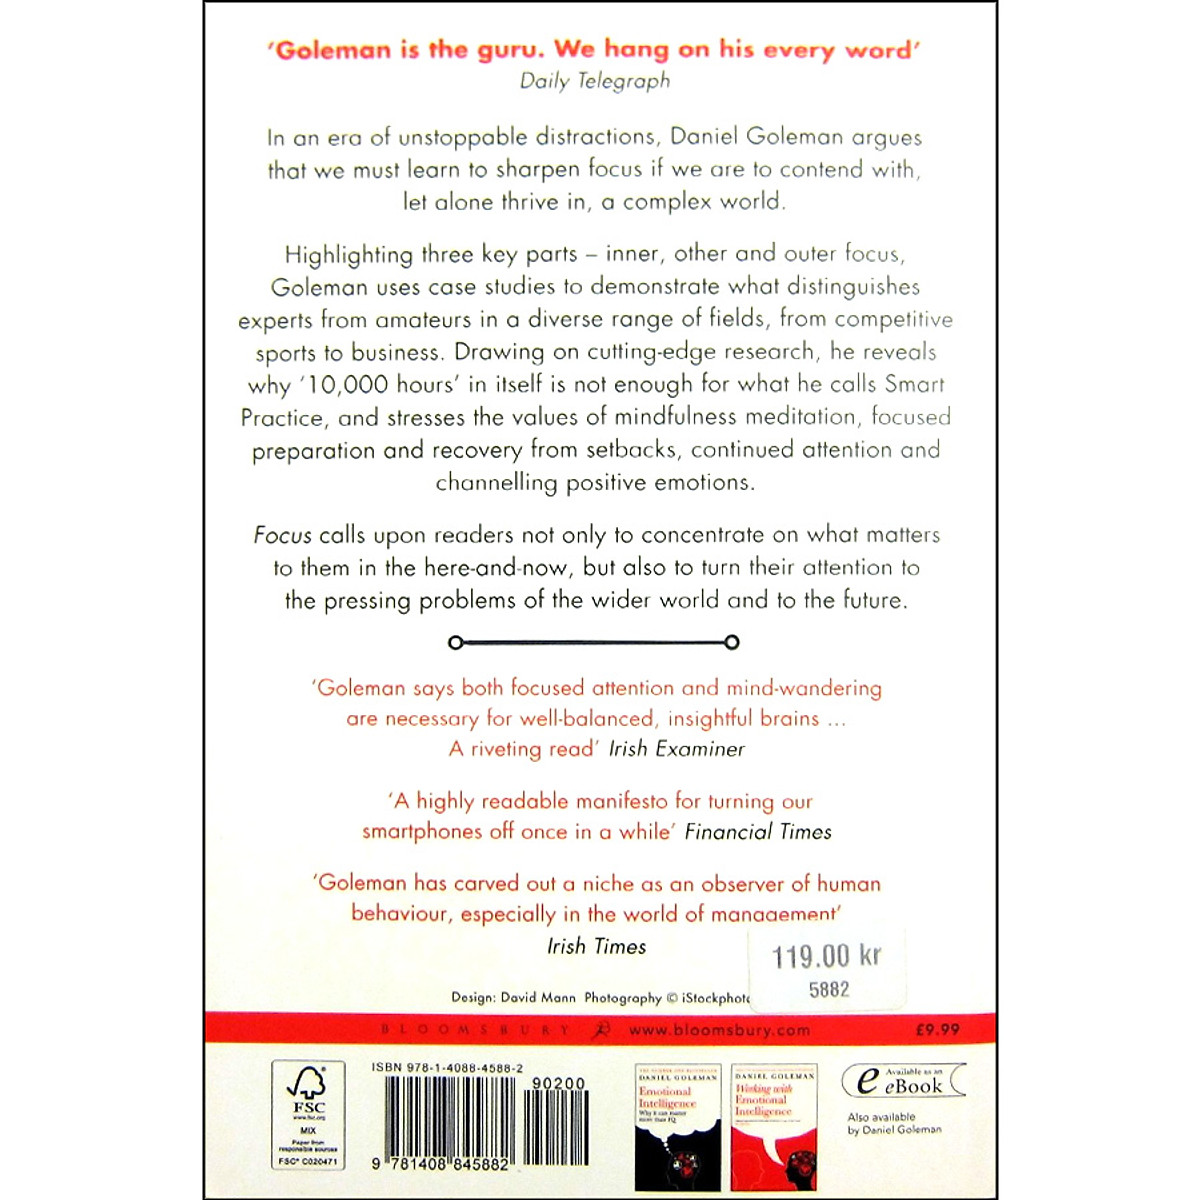 'Goleman is the guru. We hang on his every word'
Daily Telegraph
In an era of unstoppable distractions, Daniel Goleman argues
that we must learn to sharpen focus if we are to contend with,
let alone thrive in, a complex world.
Highlighting three key parts – inner, other and outer focus,
Goleman uses case studies to demonstrate what distinguishes
experts from amateurs in a diverse range of fields, from competitive
sports to business. Drawing on cutting-edge research, he reveals
why '10,000 hours' in itself is not enough for what he calls Smart
Practice, and stresses the values of mindfulness meditation, focused
preparation and recovery from setbacks, continued attention and
channelling positive emotions.
Focus calls upon readers not only to concentrate on what matters
to them in the here-and-now, but also to turn their attention to
the pressing problems of the wider world and to the future.
'Goleman says both focused attention and mind-wandering
are necessary for well-balanced, insightful brains ...
A riveting read' Irish Examiner
'A highly readable manifesto for turning our
smartphones off once in a while' Financial Times
'Goleman has carved out a niche as an observer of human
behaviour, especially in the world of management'
Irish Times
119.00 kr
5882
Design: David Mann Photography © iStockphoto
BLOOMSBURY www.bloomsbury.com £9.99
FSC
www.fsc.org
MIX
Paper from
responsible sources
FSC® C020471
ISBN 978-1-4088-4588-2
90200
9 781408 845882
DANIEL GOLEMAN
Emotional
Intelligence
Why it can matter
more than IQ
DANIEL GOLEMAN
Working with
Emotional
Intelligence
e Available as an
eBook
Also available
by Daniel Goleman